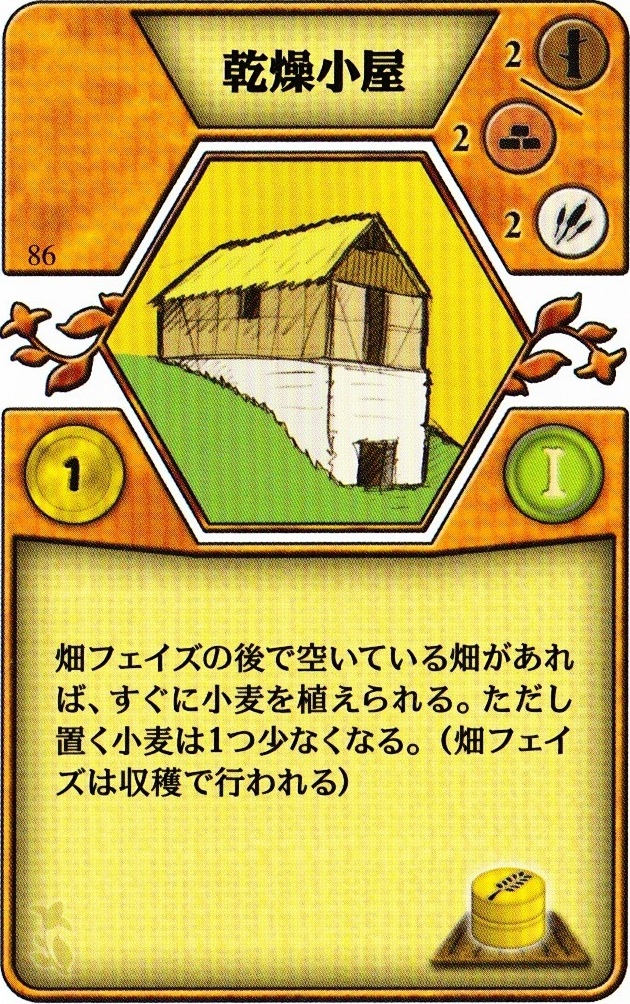 乾燥小屋
2
2
2
86
1
I
畑フェイズの後で空いている畑があれ
ば、すぐに小麦を植えられる。ただし
置く小麦は1つ少なくなる。（畑フェイ
ズは収穫で行われる）